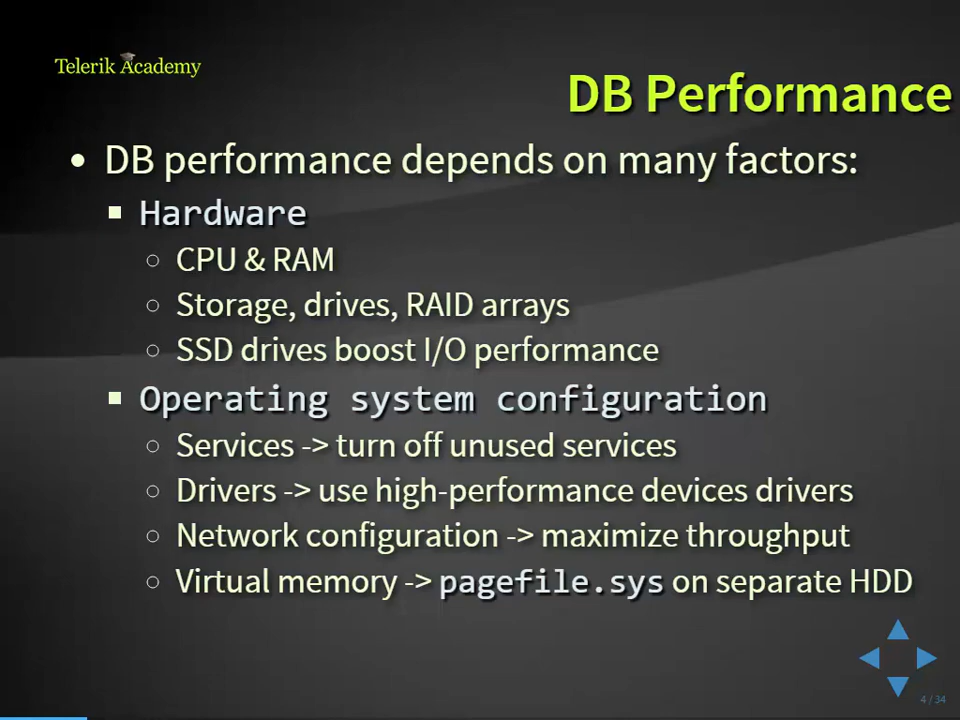 Telerik Academy
DB Performance
• DB performance depends on many factors:
▪ Hardware
○ CPU & RAM
○ Storage, drives, RAID arrays
○ SSD drives boost I/O performance
▪ Operating system configuration
○ Services -> turn off unused services
○ Drivers -> use high-performance devices drivers
○ Network configuration -> maximize throughput
○ Virtual memory -> pagefile.sys on separate HDD
4 / 34